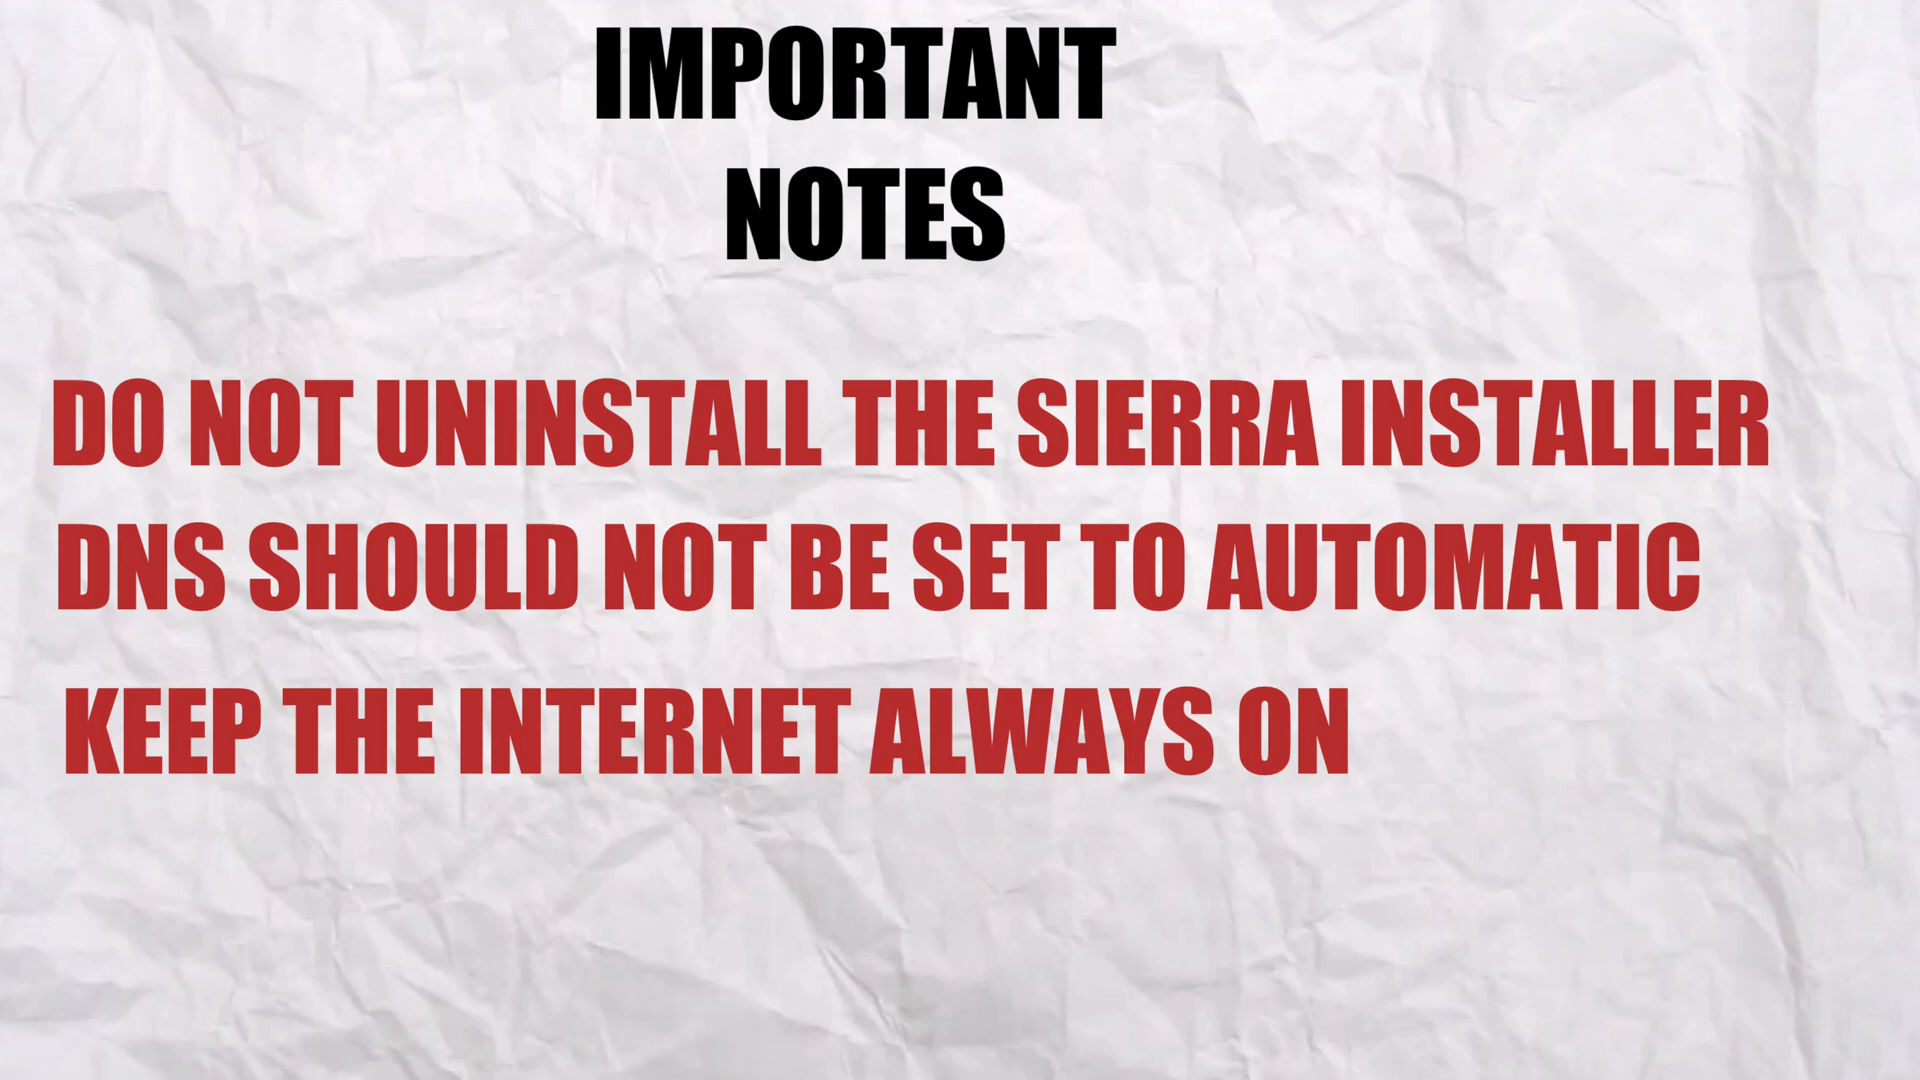 IMPORTANT
NOTES
DO NOT UNINSTALL THE SIERRA INSTALLER
DNS SHOULD NOT BE SET TO AUTOMATIC
KEEP THE INTERNET ALWAYS ON